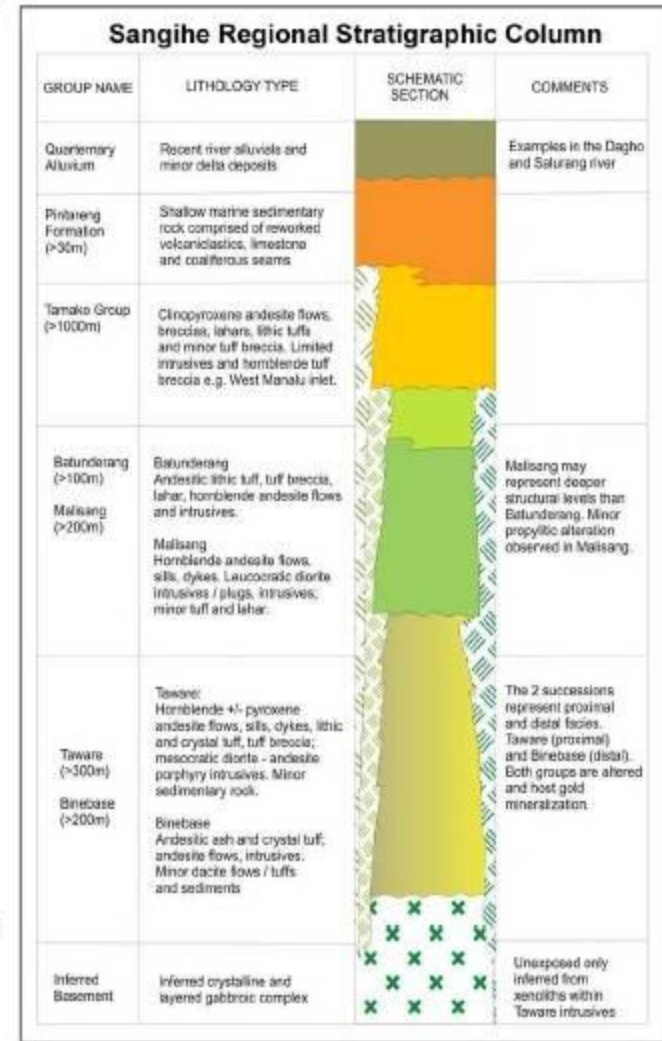 Sangihe Regional Stratigraphic Column
GROUP NAME
LITHOLOGY TYPE
SCHEMATIC
SECTION
COMMENTS
Quarternary
Alluvium
Recent river alluvials and
minor delta deposits
Examples in the Dagho
and Salurang river
Pintareng
Formation
(>30m)
Shallow marine sedimentary
rock comprised of reworked
volcaniclastics, limestone
and coaliferous seams
Tamako Group
(>1000m)
Clinopyroxene andesite flows,
breccias, lahars, lithic tuffs
and minor tuff breccia. Limited
intrusives and hornblende tuff
breccia e.g. West Manalu inlet.
Batunderang
(>100m)
Malisang
(>200m)
Batunderang
Andesitic lithic tuff, tuff breccia,
lahar, hornblende andesite flows
and intrusives.
Malisang
Hornblende andesite flows,
sills, dykes. Leucocratic diorite
intrusives / plugs, intrusives;
minor tuff and lahar.
Malisang may
represent deeper
structural levels than
Batunderang. Minor
propylitic alteration
observed in Malisang.
Taware
(>300m)
Binebase
(>200m)
Taware:
Hornblende +/- pyroxene
andesite flows, sills, dykes, lithic
and crystal tuff, tuff breccia;
mesocratic diorite - andesite
porphyry intrusives. Minor
sedimentary rock.
Binebase
Andesitic ash and crystal tuff;
andesite flows, intrusives.
Minor dacite flows / tuffs
and sediments
The 2 successions
represent proximal
and distal facies.
Taware (proximal)
and Binebase (distal).
Both groups are altered
and host gold
mineralization.
Inferred
Basement
Inferred crystalline and
layered gabbroic complex
Unexposed only
inferred from
xenoliths within
Taware intrusives